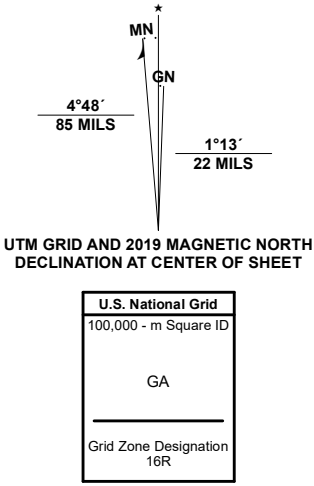 MN
GN
4°48´
85 MILS
1°13´
22 MILS
UTM GRID AND 2019 MAGNETIC NORTH
DECLINATION AT CENTER OF SHEET
U.S. National Grid
100,000 - m Square ID
GA
Grid Zone Designation
16R